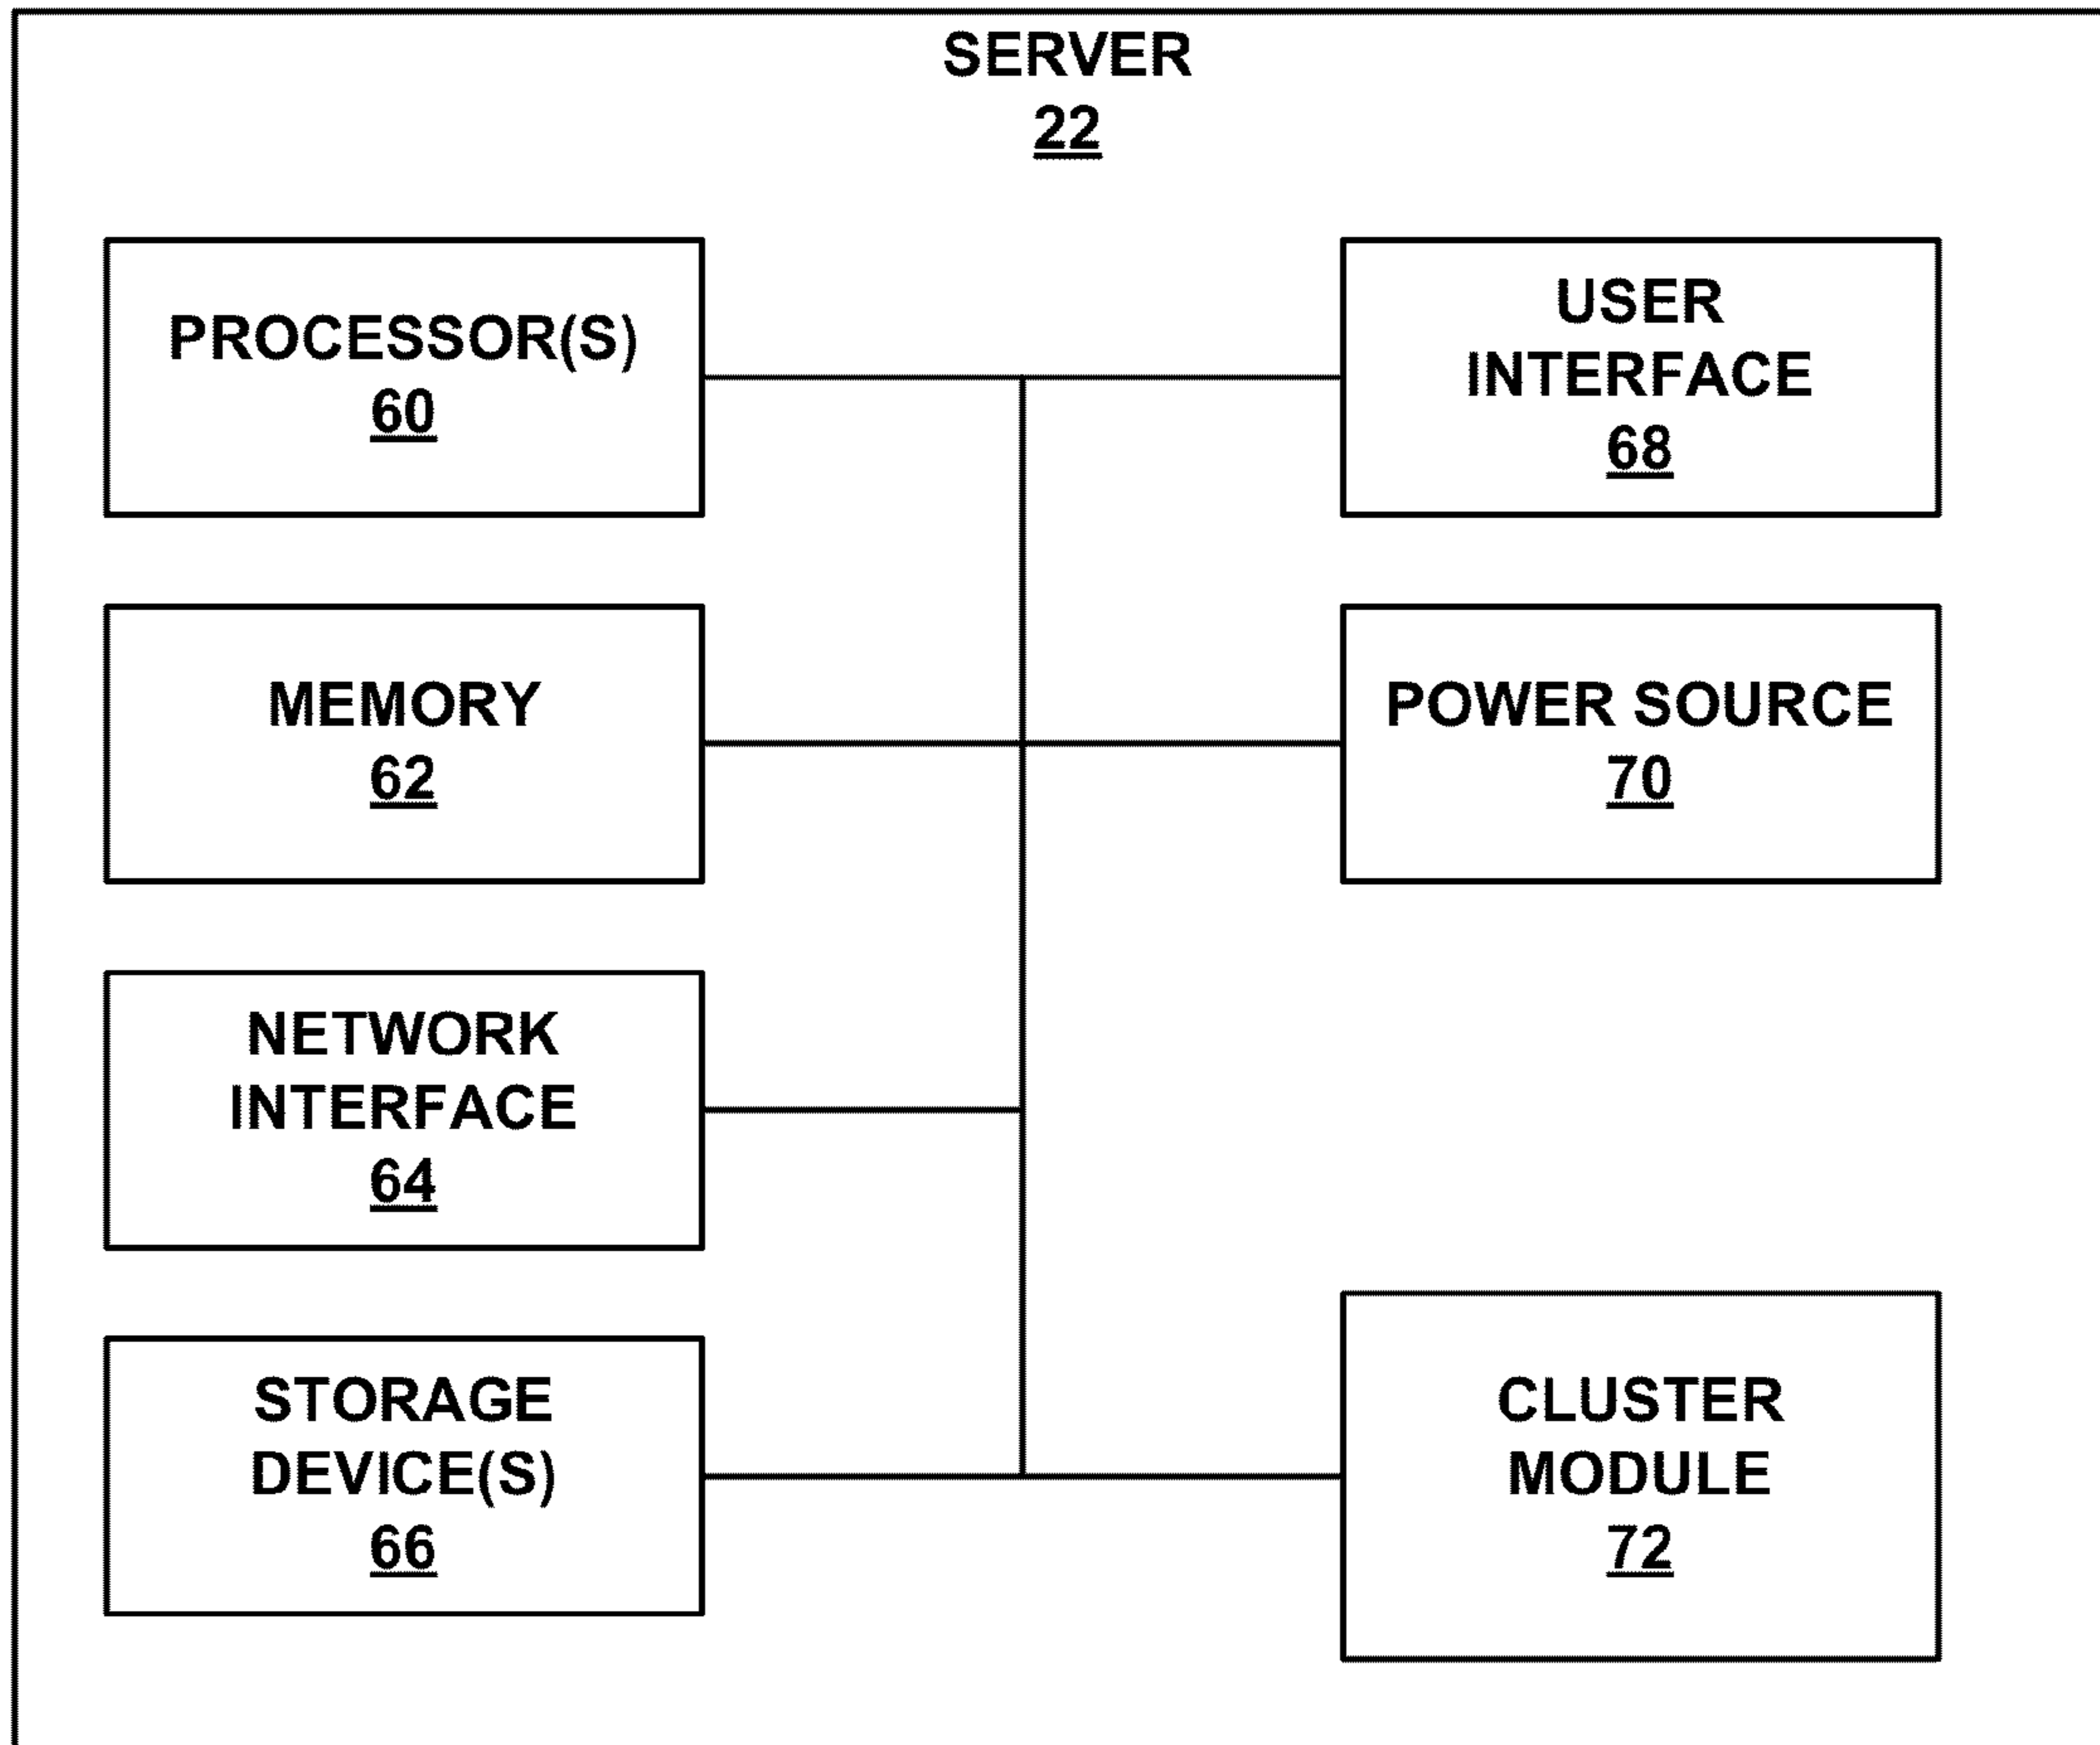 SERVER
22
PROCESSOR(S)
60
USER
INTERFACE
68
MEMORY
62
POWER SOURCE
70
NETWORK
INTERFACE
64
STORAGE
DEVICE(S)
66
CLUSTER
MODULE
72